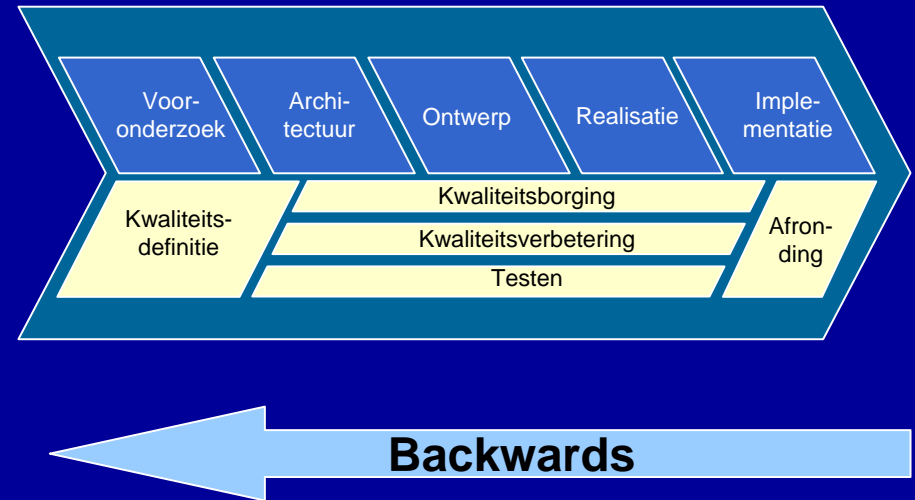 Voor-
onderzoek
Archi-
tectuur
Ontwerp
Realisatie
Imple-
mentatie
Kwaliteits-
definitie
Kwaliteitsborging
Kwaliteitsverbetering
Testen
Afron-
ding
Backwards